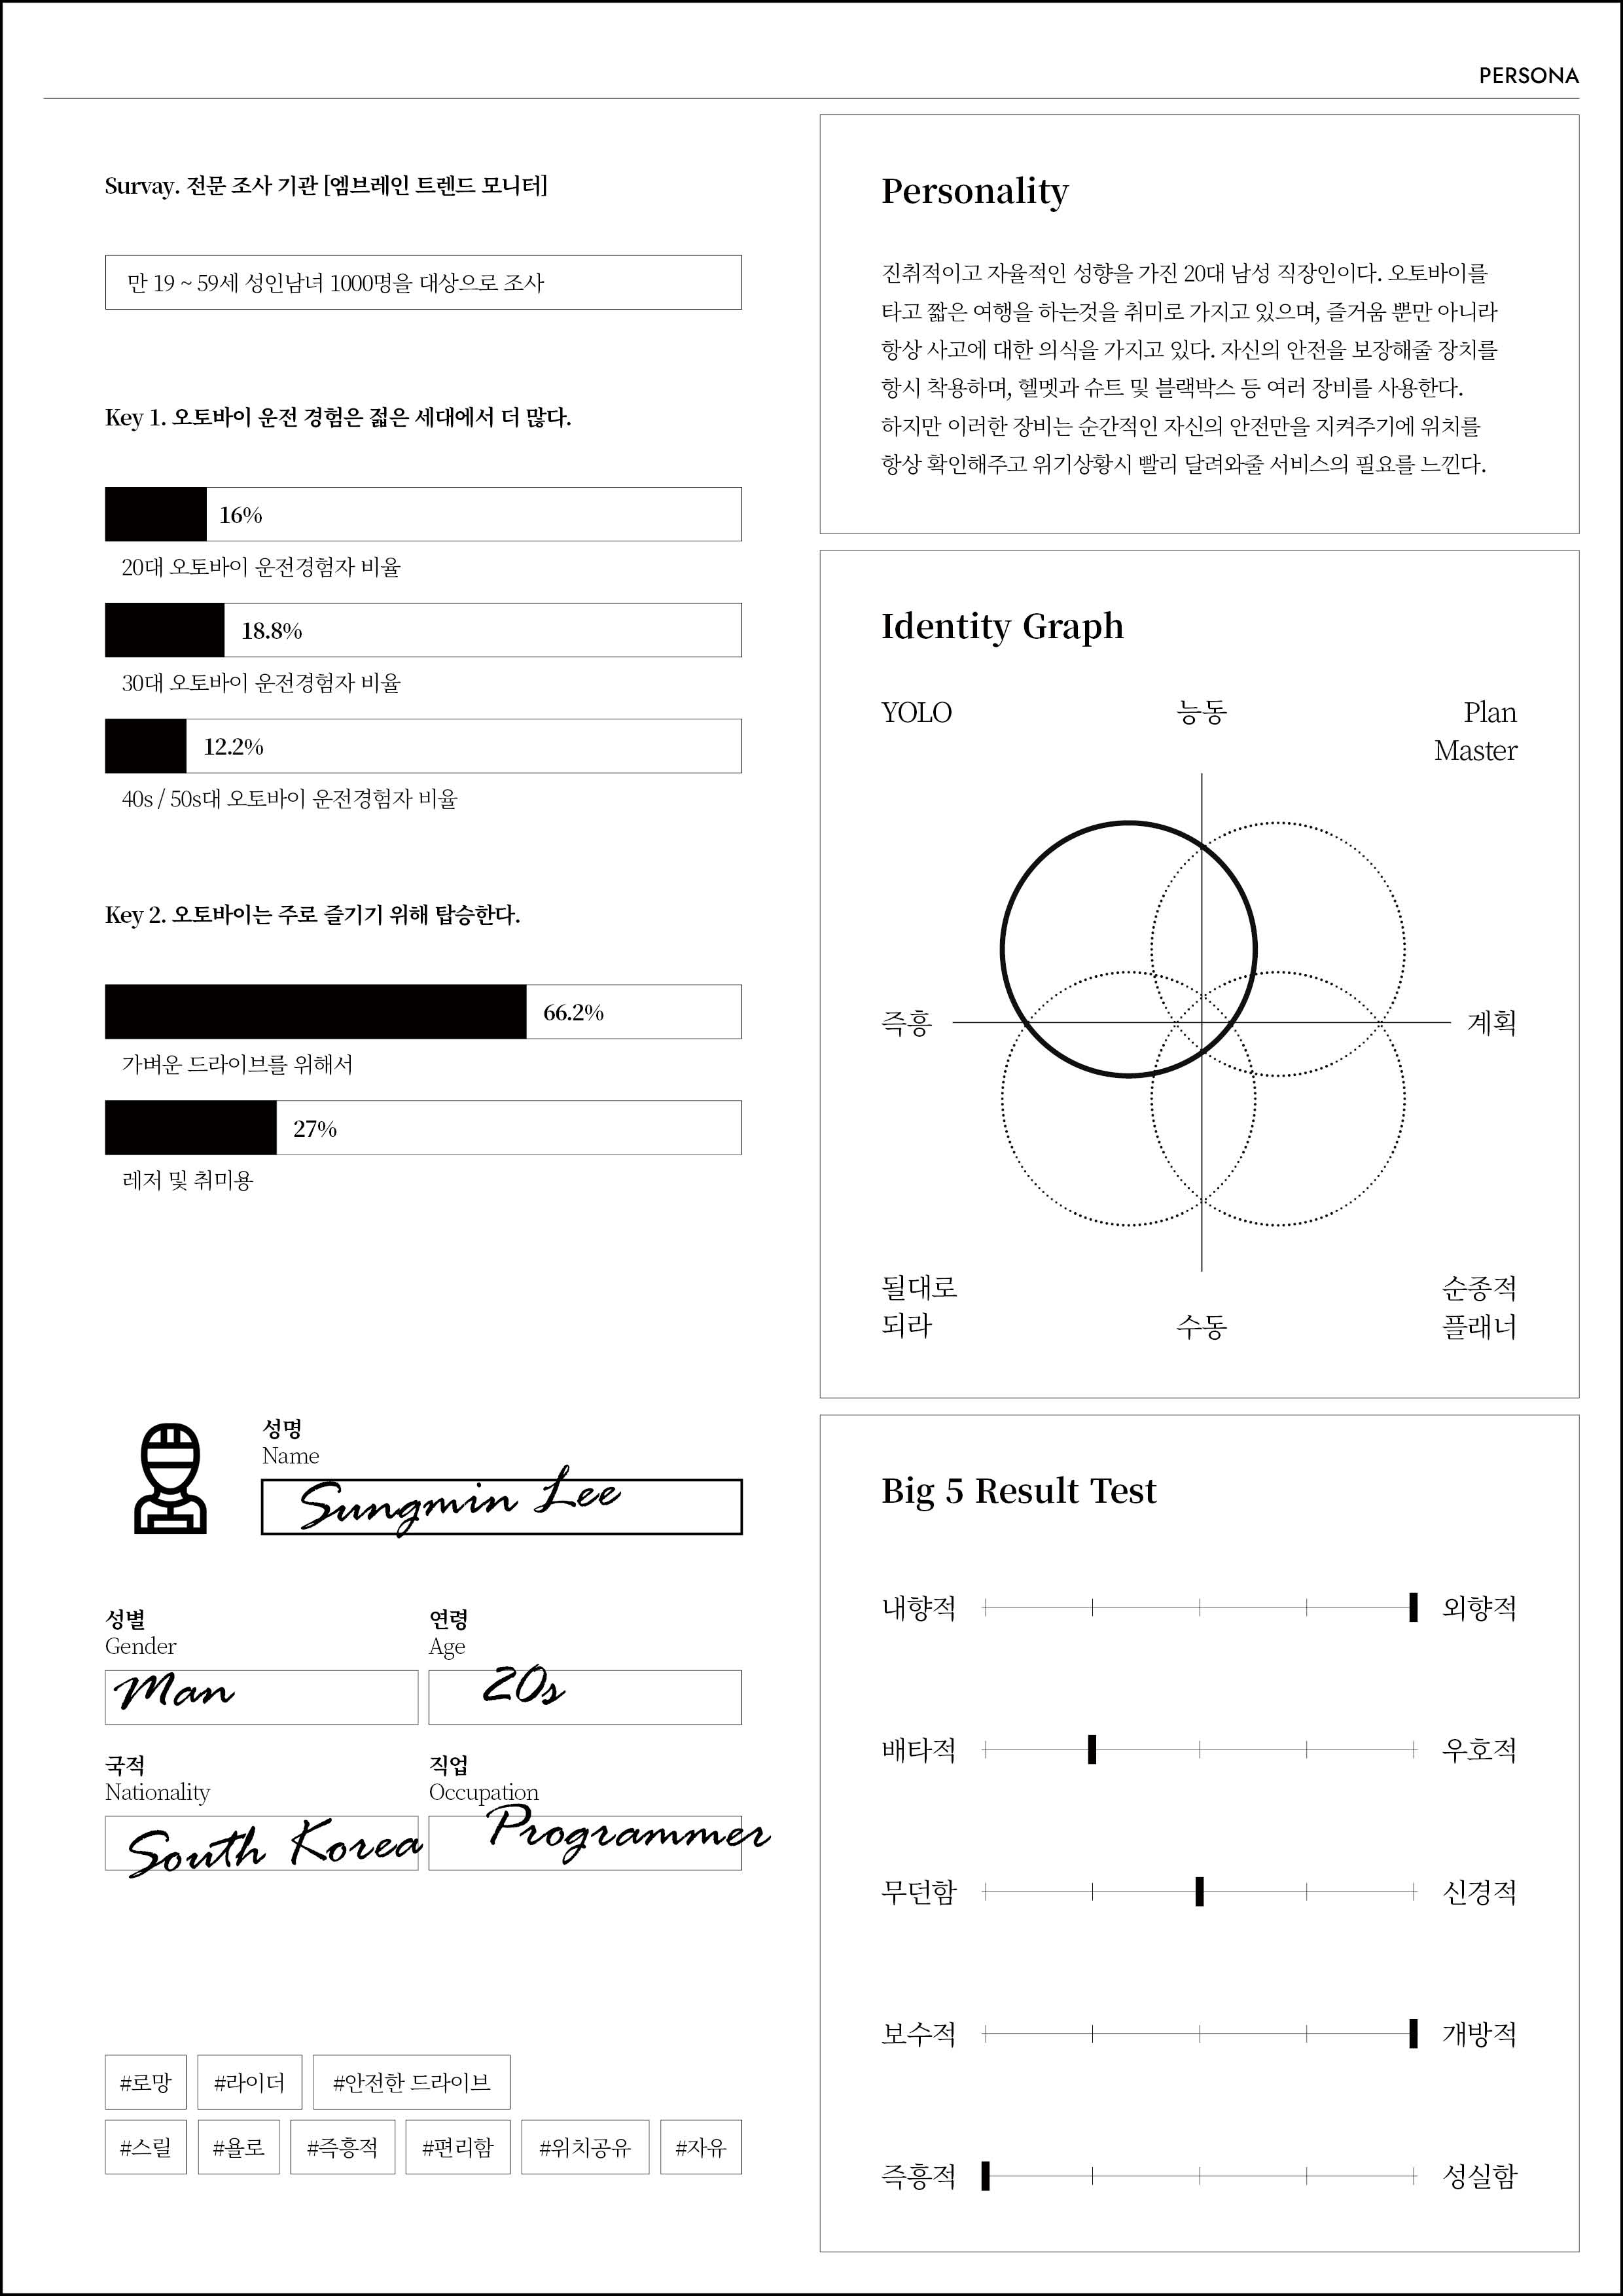 PERSONA
Survay. 전문 조사 기관 [엠브레인 트렌드 모니터]
만 19 ~ 59세 성인남녀 1000명을 대상으로 조사
Key 1. 오토바이 운전 경험은 젊은 세대에서 더 많다.
16%
20대 오토바이 운전경험자 비율
18.8%
30대 오토바이 운전경험자 비율
12.2%
40s / 50s대 오토바이 운전경험자 비율
Key 2. 오토바이는 주로 즐기기 위해 탑승한다.
66.2%
가벼운 드라이브를 위해서
27%
레저 및 취미용
성명
Name
Sungmin Lee
성별
Gender
Man
연령
Age
20s
국적
Nationality
South Korea
직업
Occupation
Programmer
#로망 #라이더 #안전한 드라이브
#스릴 #욜로 #즉흥적 #편리함 #위치공유 #자유
Personality
진취적이고 자율적인 성향을 가진 20대 남성 직장인이다. 오토바이를
타고 짧은 여행을 하는것을 취미로 가지고 있으며, 즐거움 뿐만 아니라
항상 사고에 대한 의식을 가지고 있다. 자신의 안전을 보장해줄 장치를
항시 착용하며, 헬멧과 슈트 및 블랙박스 등 여러 장비를 사용한다.
하지만 이러한 장비는 순간적인 자신의 안전만을 지켜주기에 위치를
항상 확인해주고 위기상황시 빨리 달려와줄 서비스의 필요를 느낀다.
Identity Graph
YOLO 능동 Plan
Master
즉흥 계획
될대로 순종적
되라 수동 플래너
Big 5 Result Test
내향적 외향적
배타적 우호적
무던함 신경적
보수적 개방적
즉흥적 성실함